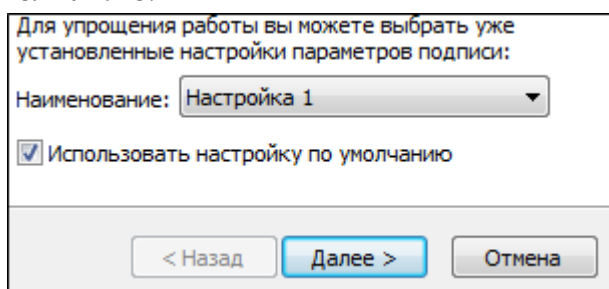 Для упрощения работы вы можете выбрать уже
установленные настройки параметров подписи:
Наименование: Настройка 1
Использовать настройку по умолчанию
< Назад Далее > Отмена